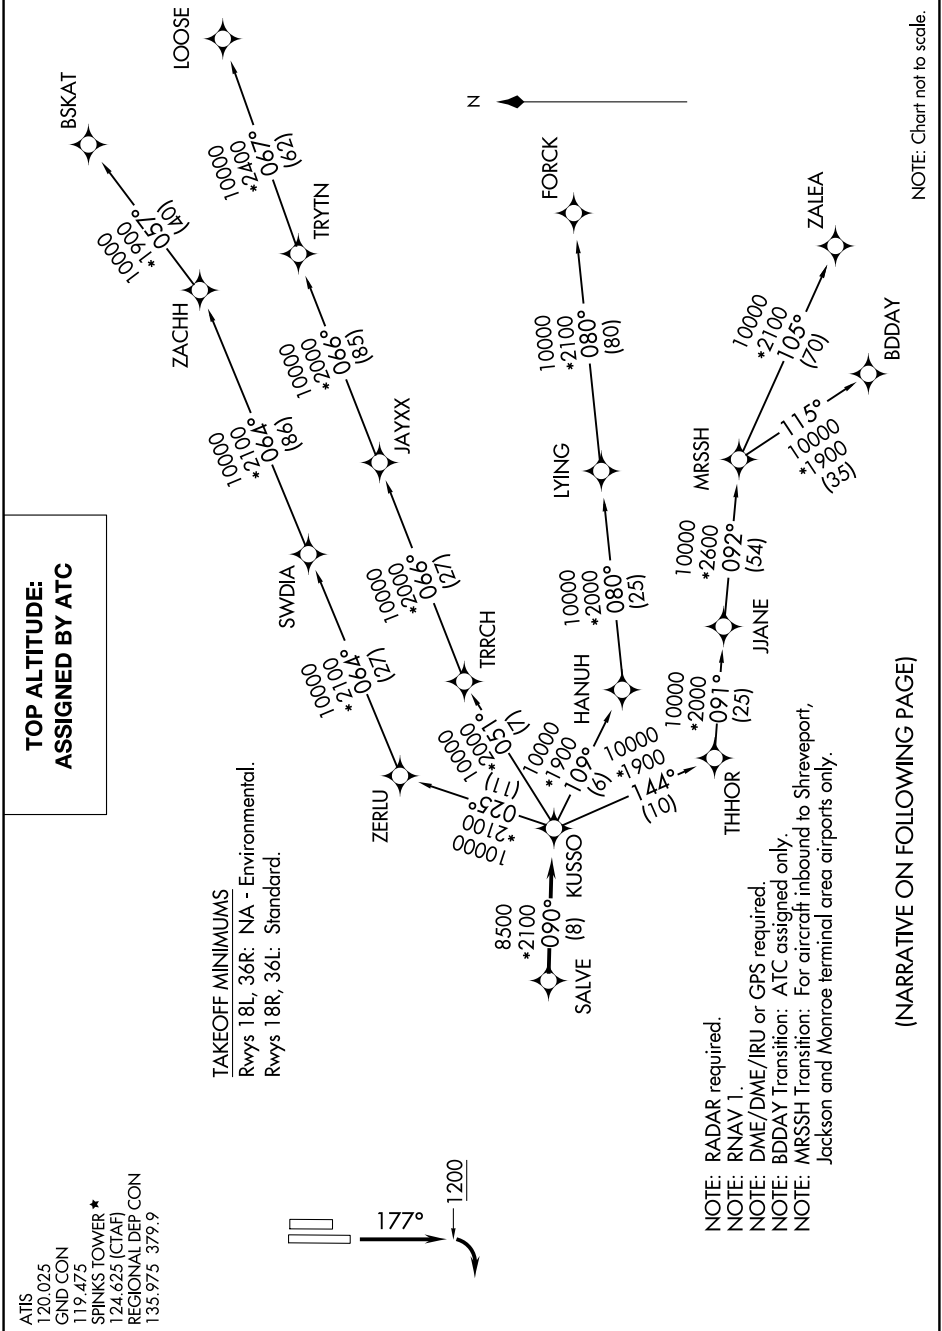 ATIS
120.025
GND CON
119.475
SPINKS TOWER★
124.625 (CTAF)
REGIONAL DEP CON
135.975 379.9
TOP ALTITUDE:
ASSIGNED BY ATC
TAKEOFF MINIMUMS
Rwys 18L, 36R: NA - Environmental.
Rwys 18R, 36L: Standard.
177°
1200
SALVE
8500
*2100
090°
(8)
KUSSO
10000
*2100
025°
(11)
ZERLU
10000
*2100
064°
(27)
SWDIA
10000
*2100
064°
(86)
ZACHH
10000
*1900
057°
(40)
BSKAT
10000
*2000
051°
(7)
TRRCH
10000
*2000
066°
(27)
JAYXX
10000
*2000
066°
(85)
TRYTN
10000
*2400
067°
(62)
LOOSE
N
10000
*1900
109°
(6)
HANUH
10000
*2000
080°
(25)
LYING
10000
*2100
080°
(80)
FORCK
10000
*1900
144°
(10)
THHOR
10000
*2000
091°
(25)
JJANE
10000
*2600
092°
(54)
MRSSH
10000
*2100
105°
(70)
ZALEA
115°
10000
*1900
(35)
BDDAY
NOTE: RADAR required.
NOTE: RNAV 1.
NOTE: DME/DME/IRU or GPS required.
NOTE: BDDAY Transition: ATC assigned only.
NOTE: MRSSH Transition: For aircraft inbound to Shreveport,
Jackson and Monroe terminal area airports only.
(NARRATIVE ON FOLLOWING PAGE)
NOTE: Chart not to scale.